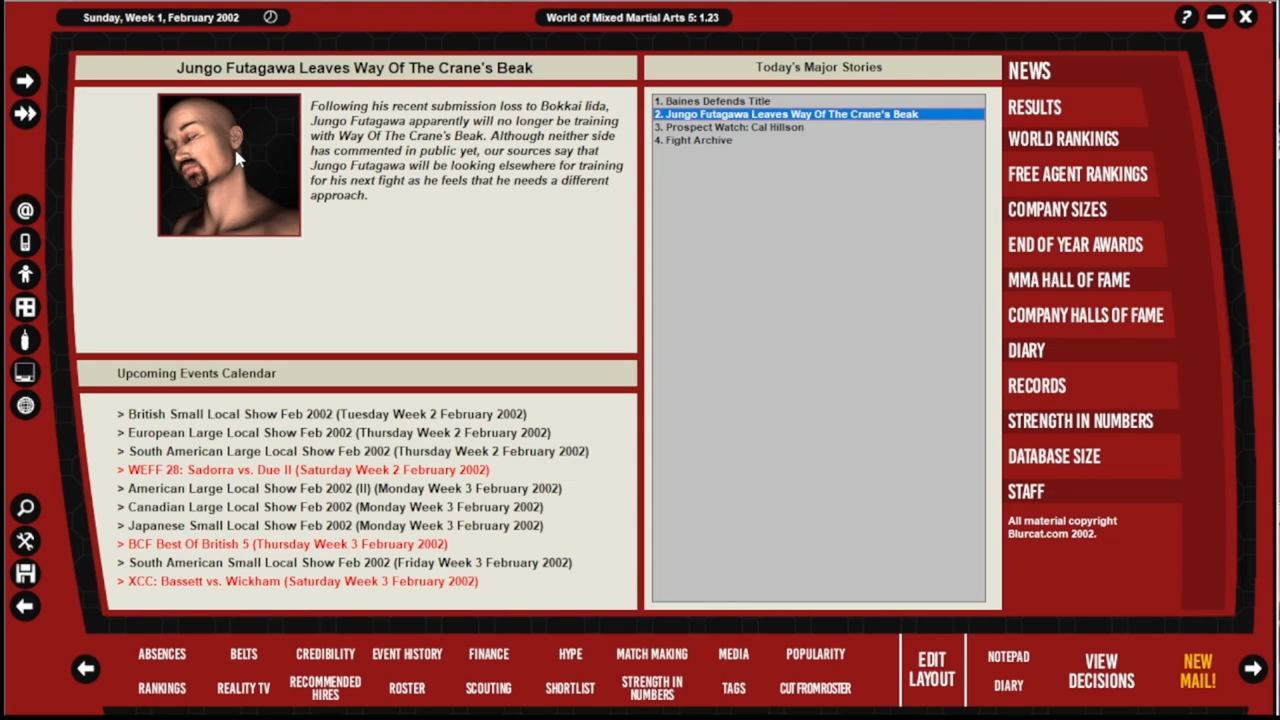 Sunday, Week 1, February 2002
World of Mixed Martial Arts 5: 1.23
?
Jungo Futagawa Leaves Way Of The Crane's Beak
Following his recent submission loss to Bokkai Iida,
Jungo Futagawa apparently will no longer be training
with Way Of The Crane's Beak. Although neither side
has commented in public yet, our sources say that
Jungo Futagawa will be looking elsewhere for training
for his next fight as he feels that he needs a different
approach.
Upcoming Events Calendar
> British Small Local Show Feb 2002 (Tuesday Week 2 February 2002)
> European Large Local Show Feb 2002 (Thursday Week 2 February 2002)
> South American Large Local Show Feb 2002 (Thursday Week 2 February 2002)
> WEFF 28: Sadorra vs. Due II (Saturday Week 2 February 2002)
> American Large Local Show Feb 2002 (II) (Monday Week 3 February 2002)
> Canadian Large Local Show Feb 2002 (Monday Week 3 February 2002)
> Japanese Small Local Show Feb 2002 (Monday Week 3 February 2002)
> BCF Best Of British 5 (Thursday Week 3 February 2002)
> South American Small Local Show Feb 2002 (Friday Week 3 February 2002)
> XCC: Bassett vs. Wickham (Saturday Week 3 February 2002)
Today's Major Stories
1. Baines Defends Title
2. Jungo Futagawa Leaves Way Of The Crane's Beak
3. Prospect Watch: Cal Hillson
4. Fight Archive
NEWS
RESULTS
WORLD RANKINGS
FREE AGENT RANKINGS
COMPANY SIZES
END OF YEAR AWARDS
MMA HALL OF FAME
COMPANY HALLS OF FAME
DIARY
RECORDS
STRENGTH IN NUMBERS
DATABASE SIZE
STAFF
All material copyright
Blurcat.com 2002.
@
ABSENCES BELTS CREDIBILITY EVENT HISTORY FINANCE HYPE MATCH MAKING MEDIA POPULARITY
RANKINGS REALITY TV RECOMMENDED HIRES ROSTER SCOUTING SHORTLIST STRENGTH IN NUMBERS TAGS CUT FROM ROSTER
EDIT
LAYOUT
NOTEPAD
DIARY
VIEW
DECISIONS
NEW
MAIL!